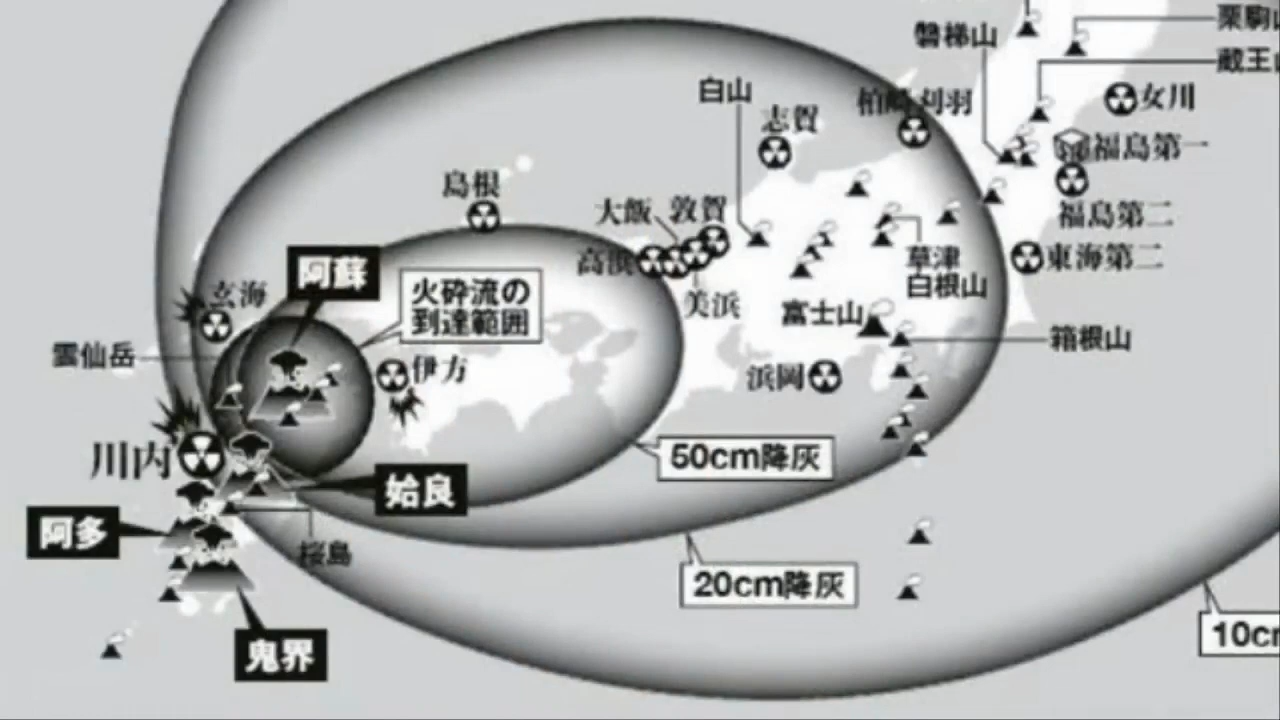 磐梯山
栗駒山
蔵王山
白山
柏崎刈羽
女川
志賀
福島第一
島根
大飯
敦賀
福島第二
高浜
草津
白根山
東海第二
阿蘇
玄海
火砕流の
到達範囲
美浜
富士山
雲仙岳
箱根山
伊方
浜岡
川内
50cm降灰
姶良
阿多
桜島
20cm降灰
10cm
鬼界